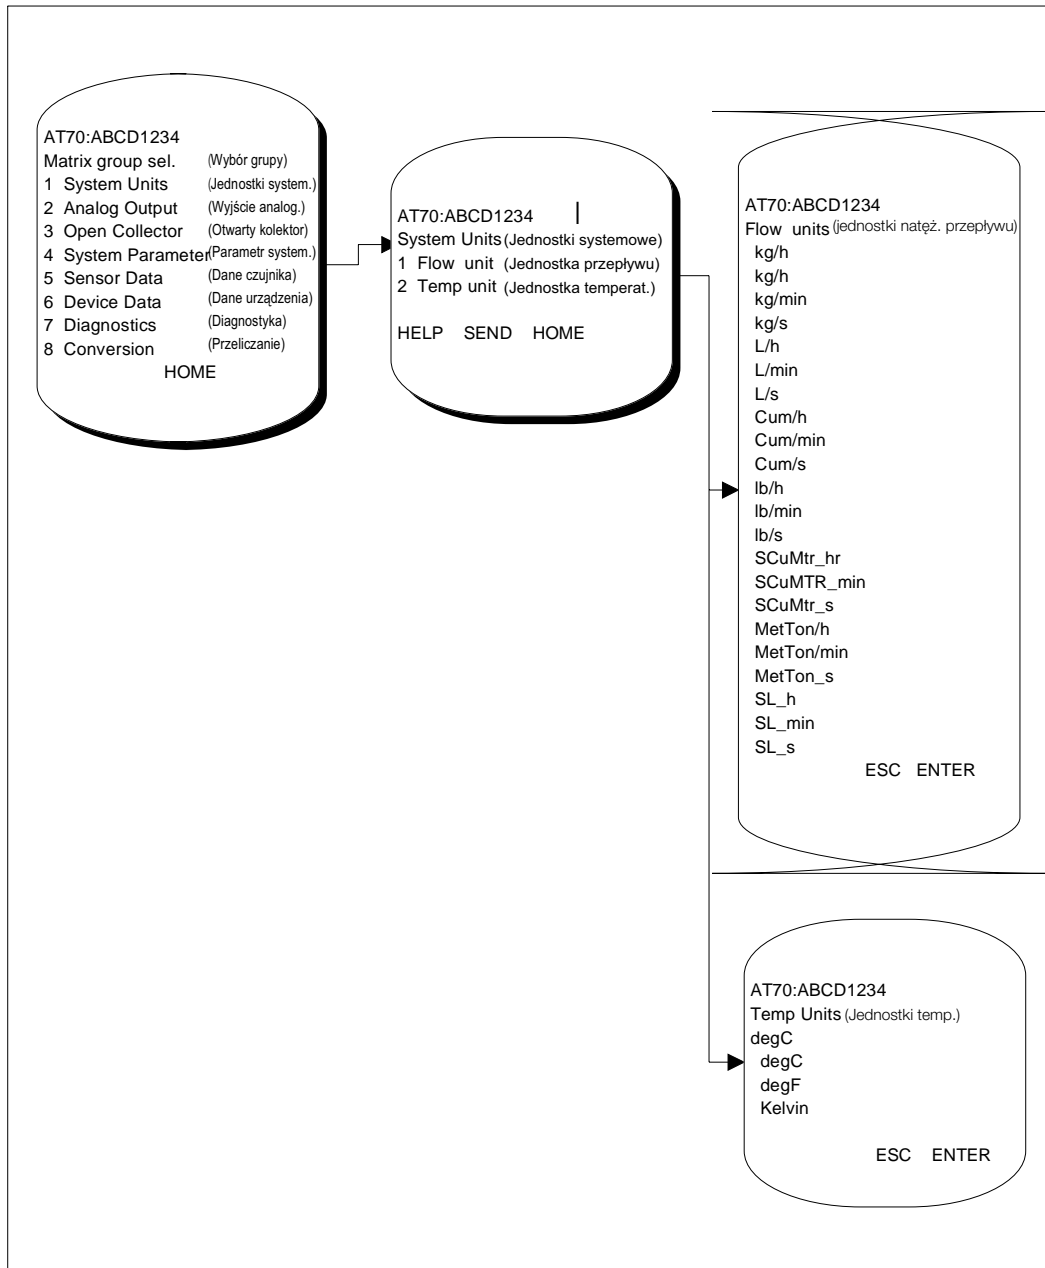 AT70:ABCD1234
Matrix group sel. (Wybór grupy)
1 System Units (Jednostki system.)
2 Analog Output (Wyjście analog.)
3 Open Collector (Otwarty kolektor)
4 System Parameter (Parametr system.)
5 Sensor Data (Dane czujnika)
6 Device Data (Dane urządzenia)
7 Diagnostics (Diagnostyka)
8 Conversion (Przeliczanie)
HOME
AT70:ABCD1234
System Units (Jednostki systemowe)
1 Flow unit (Jednostka przepływu)
2 Temp unit (Jednostka temperat.)
HELP SEND HOME
AT70:ABCD1234
Flow units (jednostki natęż. przepływu)
kg/h
kg/h
kg/min
kg/s
L/h
L/min
L/s
Cum/h
Cum/min
Cum/s
lb/h
lb/min
lb/s
SCuMtr_hr
SCuMTR_min
SCuMtr_s
MetTon/h
MetTon/min
MetTon_s
SL_h
SL_min
SL_s
ESC ENTER
AT70:ABCD1234
Temp Units (Jednostki temp.)
degC
degC
degF
Kelvin
ESC ENTER